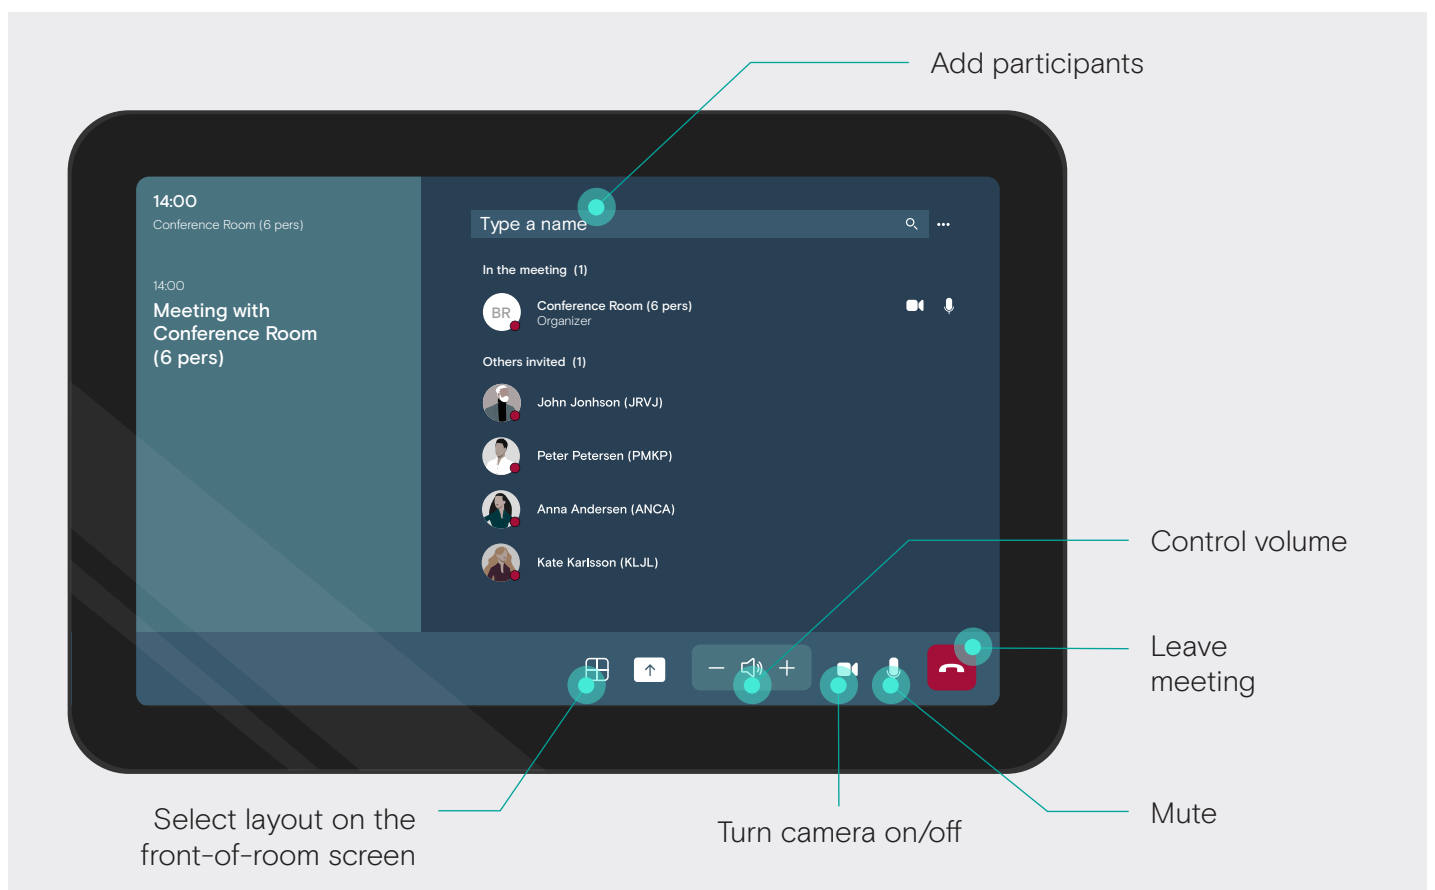 Add participants
14:00
Conference Room (6 pers)
14:00
Meeting with
Conference Room
(6 pers)
Type a name
In the meeting (1)
BR
Conference Room (6 pers)
Organizer
Others invited (1)
John Jonhson (JRVJ)
Peter Petersen (PMKP)
Anna Andersen (ANCA)
Kate Karlsson (KLJL)
Control volume
Leave
meeting
Mute
Turn camera on/off
Select layout on the
front-of-room screen